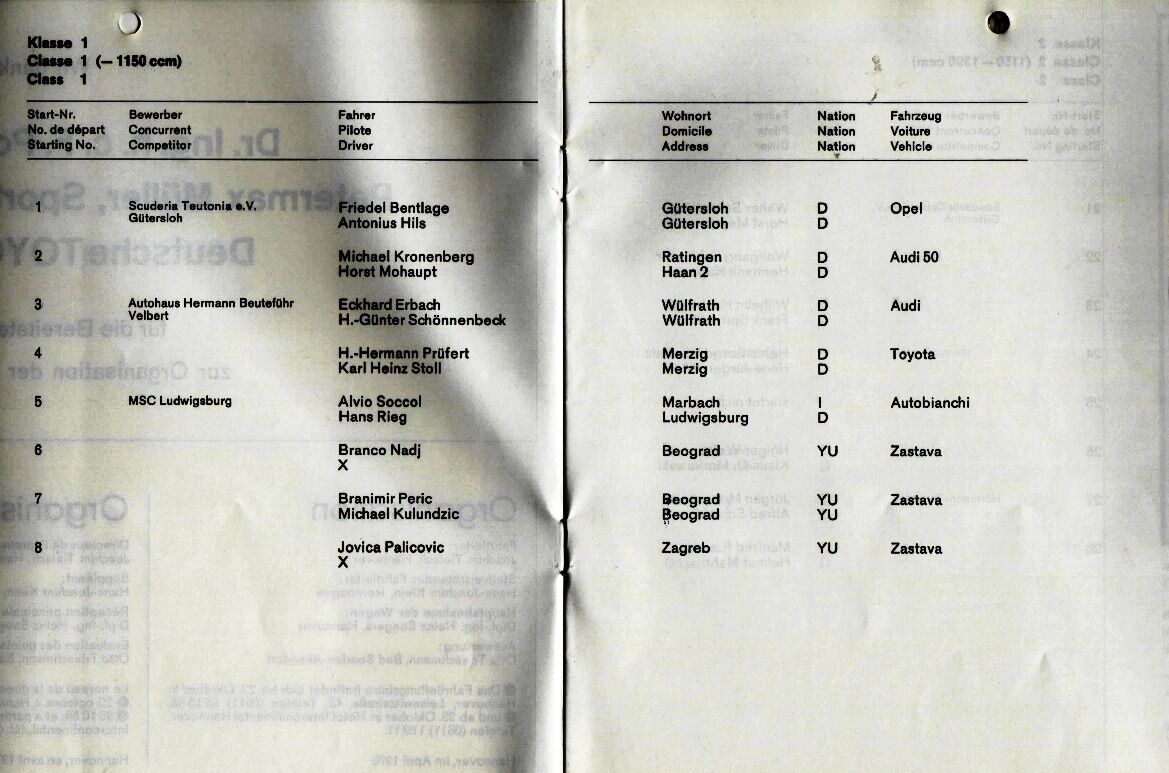 Klasse 1
Classe 1 (— 1150 ccm)
Class 1
Start-Nr. Bewerber Fahrer Wohnort Nation Fahrzeug
No. de départ Concurrent Pilote Domicile Nation Voiture
Starting No. Competitor Driver Address Nation Vehicle
1 Scuderia Teutonia e.V. Friedel Bentlage Gütersloh D Opel
Gütersloh Antonius Hils Gütersloh D
2 Michael Kronenberg Ratingen D Audi 50
Horst Mohaupt Haan 2 D
3 Autohaus Hermann Beuteführ Eckhard Erbach Wülfrath D Audi
Velbert H.-Günter Schönnenbeck Wülfrath D
4 H.-Hermann Prüfert Merzig D Toyota
Karl Heinz Stoll Merzig D
5 MSC Ludwigsburg Alvio Soccol Marbach I Autobianchi
Hans Rieg Ludwigsburg D
6 Branco Nadj Beograd YU Zastava
X
7 Branimir Peric Beograd YU Zastava
Michael Kulundzic Beograd YU
8 Jovica Palicovic Zagreb YU Zastava
X